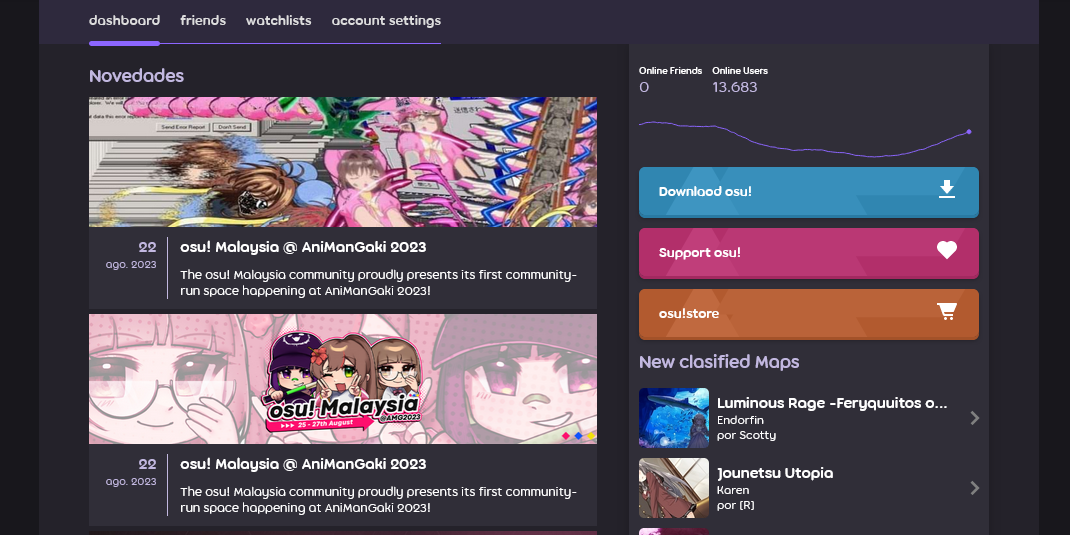 dashboard friends watchlists account settings
Novedades
Send Error Report Don't Send
22
ago. 2023
osu! Malaysia @ AniManGaki 2023
The osu! Malaysia community proudly presents its first community-
run space happening at AniManGaki 2023!
osu! Malaysia
@AMG2023
25 - 27th August
22
ago. 2023
osu! Malaysia @ AniManGaki 2023
The osu! Malaysia community proudly presents its first community-
run space happening at AniManGaki 2023!
Online Friends Online Users
0 13.683
Downlaod osu!
Support osu!
osu!store
New clasified Maps
Luminous Rage -Feryquitos o...
Endorfin
por Scotty
Jounetsu Utopia
Karen
por [R]